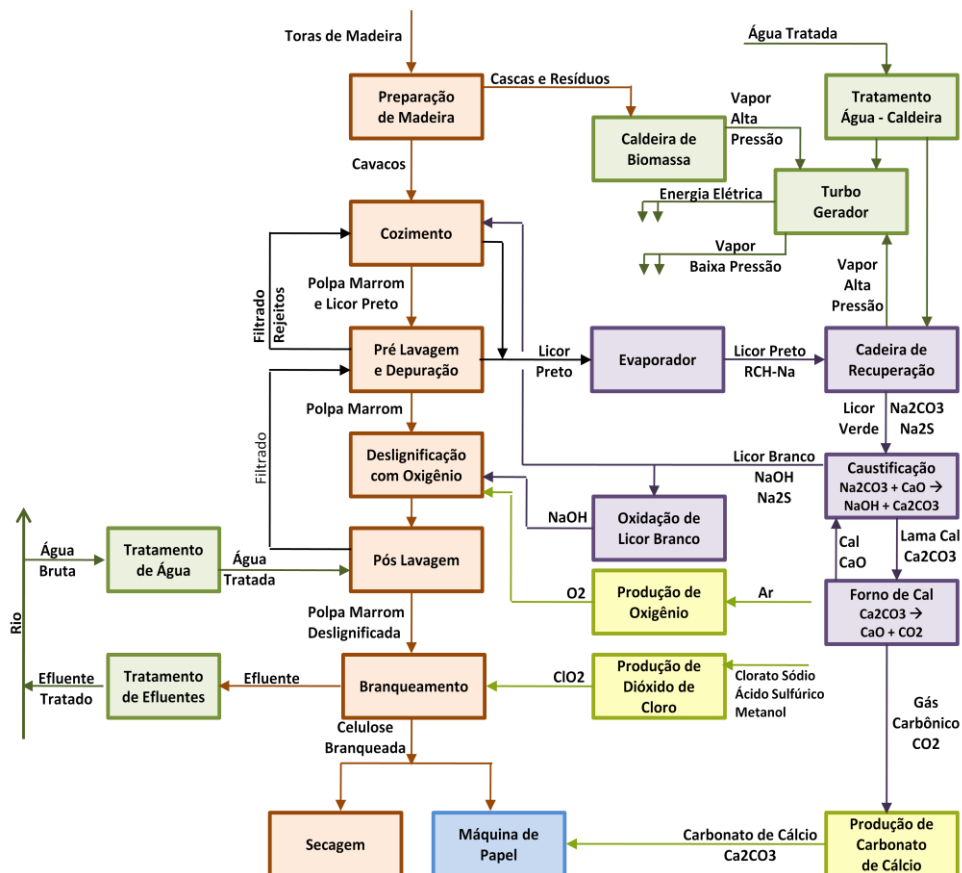 Toras de Madeira
Água Tratada
Cascas e Resíduos
Preparação
de Madeira
Vapor
Alta
Pressão
Tratamento
Água - Caldeira
Caldeira de
Biomassa
Cavacos
Energia Elétrica
Turbo
Gerador
Cozimento
Vapor
Baixa Pressão
Vapor
Alta
Pressão
Polpa Marrom
e Licor Preto
Filtrado
Rejeitos
Pré Lavagem
e Depuração
Licor
Preto
Evaporador
Licor Preto
RCH-Na
Cadeira de
Recuperação
Polpa Marrom
Licor
Verde
Na2CO3
Na2S
Filtrado
Deslignificação
com Oxigênio
Licor Branco
NaOH
Na2S
Caustificação
Na2CO3 + CaO →
NaOH + Ca2CO3
NaOH
Oxidação de
Licor Branco
Cal
CaO
Lama Cal
Ca2CO3
Rio
Água
Bruta
Tratamento
de Água
Água
Tratada
Pós Lavagem
O2
Produção de
Oxigênio
Ar
Forno de Cal
Ca2CO3 →
CaO + CO2
Polpa Marrom
Deslignificada
Efluente
Tratado
Tratamento
de Efluentes
Efluente
Branqueamento
ClO2
Produção de
Dióxido de
Cloro
Clorato Sódio
Ácido Sulfúrico
Metanol
Gás
Carbônico
CO2
Celulose
Branqueada
Secagem
Máquina de
Papel
Carbonato de Cálcio
Ca2CO3
Produção de
Carbonato
de Cálcio